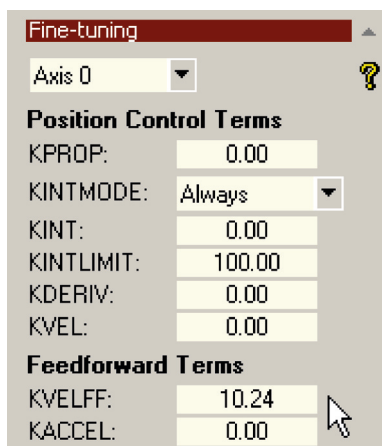 Fine-tuning
Axis 0
Position Control Terms
KPROP: 0.00
KINTMODE: Always
KINT: 0.00
KINTLIMIT: 100.00
KDERIV: 0.00
KVEL: 0.00
Feedforward Terms
KVELFF: 10.24
KACCEL: 0.00